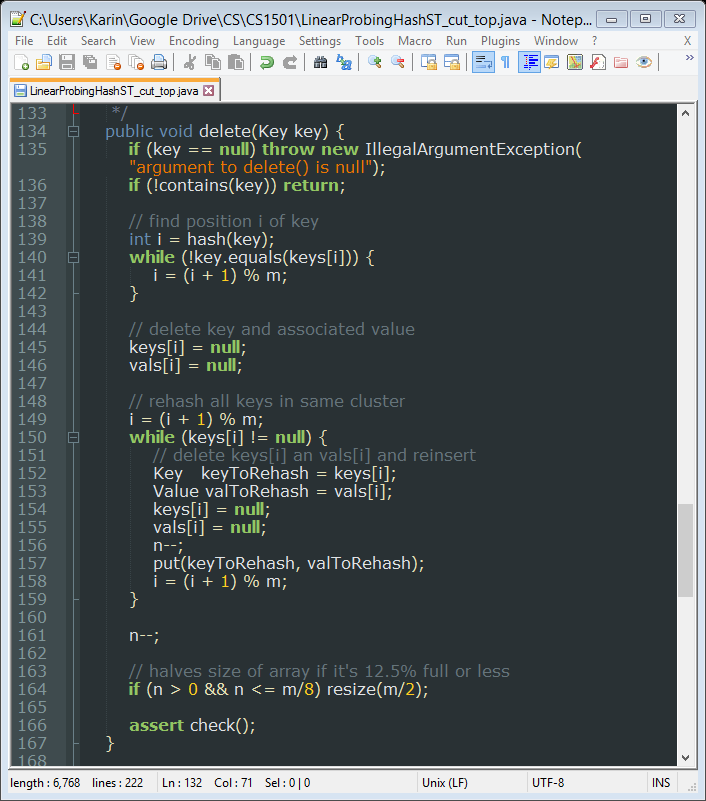 C:\Users\Karin\Google Drive\CS\CS1501\LinearProbingHashST_cut_top.java - Notep...
File Edit Search View Encoding Language Settings Tools Macro Run Plugins Window ? X
LinearProbingHashST_cut_top.java
133 */
134 public void delete(Key key) {
135 if (key == null) throw new IllegalArgumentException(
"argument to delete() is null");
136 if (!contains(key)) return;
137
138 // find position i of key
139 int i = hash(key);
140 while (!key.equals(keys[i])) {
141 i = (i + 1) % m;
142 }
143
144 // delete key and associated value
145 keys[i] = null;
146 vals[i] = null;
147
148 // rehash all keys in same cluster
149 i = (i + 1) % m;
150 while (keys[i] != null) {
151 // delete keys[i] an vals[i] and reinsert
152 Key   keyToRehash = keys[i];
153 Value valToRehash = vals[i];
154 keys[i] = null;
155 vals[i] = null;
156 n--;
157 put(keyToRehash, valToRehash);
158 i = (i + 1) % m;
159 }
160
161 n--;
162
163 // halves size of array if it's 12.5% full or less
164 if (n > 0 && n <= m/8) resize(m/2);
165
166 assert check();
167 }
168
length : 6,768 lines : 222 Ln : 132 Col : 71 Sel : 0 | 0 Unix (LF) UTF-8 INS